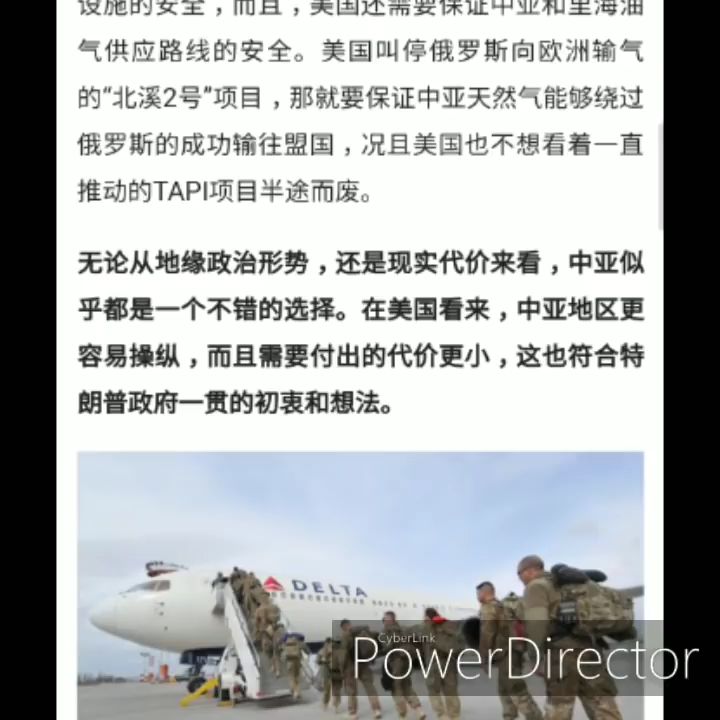 设施的安全，而且，美国还需要保证中亚和里海油
气供应路线的安全。美国叫停俄罗斯向欧洲输气
的“北溪2号”项目，那就要保证中亚天然气能够绕过
俄罗斯的成功输往盟国，况且美国也不想看着一直
推动的TAPI项目半途而废。
无论从地缘政治形势，还是现实代价来看，中亚似
乎都是一个不错的选择。在美国看来，中亚地区更
容易操纵，而且需要付出的代价更小，这也符合特
朗普政府一贯的初衷和想法。
DELTA
CyberLink
PowerDirector